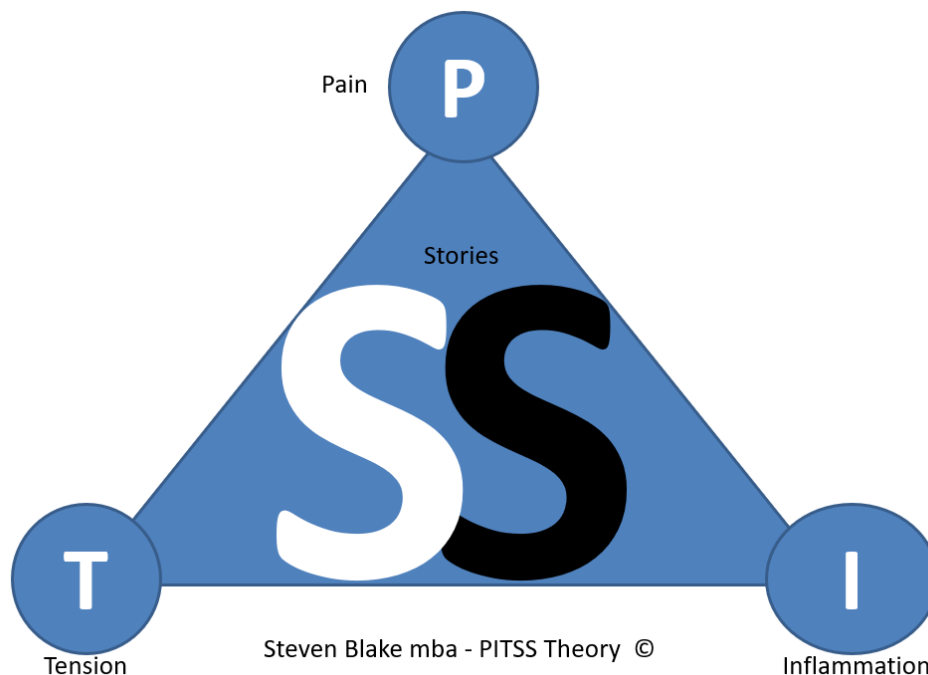 P
Pain
Stories
SS
T
I
Tension
Steven Blake mba - PITSS Theory ©
Inflammation